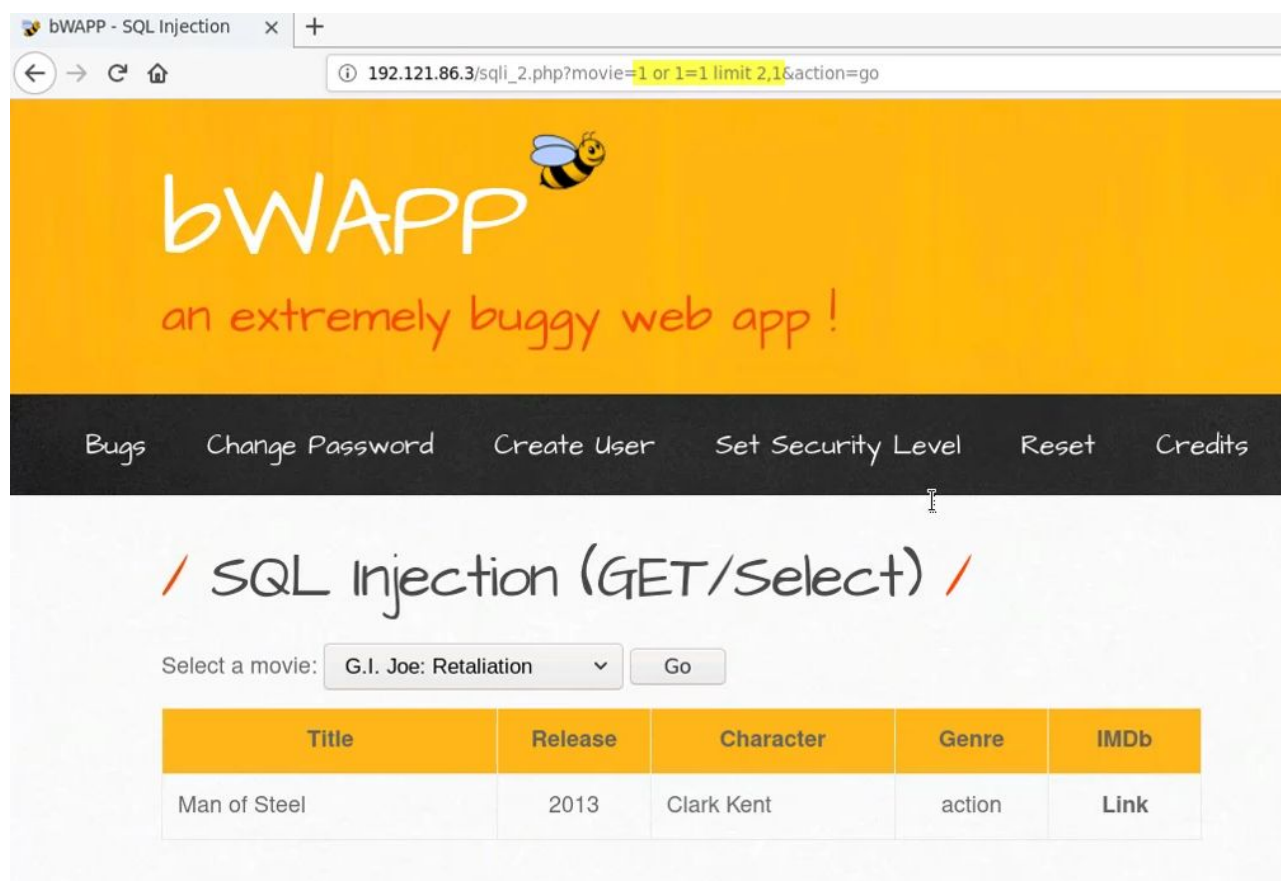 bWAPP - SQL Injection
192.121.86.3/sqli_2.php?movie=1 or 1=1 limit 2,1&action=go
bWAPP
an extremely buggy web app !
Bugs Change Password Create User Set Security Level Reset Credits
/ SQL Injection (GET/Select) /
Select a movie: G.I. Joe: Retaliation Go
Title Release Character Genre IMDb
Man of Steel 2013 Clark Kent action Link